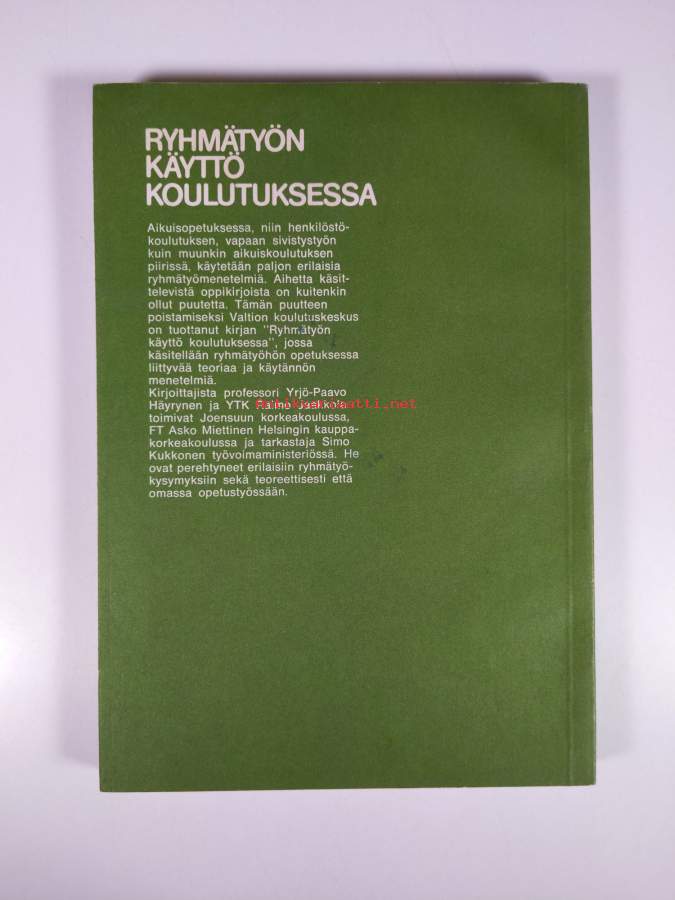 RYHMÄTYÖN
KÄYTTÖ
KOULUTUKSESSA
Aikuisopetuksessa, niin henkilöstö-
koulutuksen, vapaan sivistystyön
kuin muunkin aikuiskoulutuksen
piirissä, käytetään paljon erilaisia
ryhmätyömenetelmiä. Aihetta käsit-
televistä oppikirjoista on kuitenkin
ollut puutetta. Tämän puutteen
poistamiseksi Valtion koulutuskeskus
on tuottanut kirjan "Ryhmätyön
käyttö koulutuksessa", jossa
käsitellään ryhmätyöhön opetuksessa
liittyvää teoriaa ja käytännön
menetelmiä.
Kirjoittajista professori Yrjö-Paavo
Häyrynen ja YTK
toimivat Joensuun korkeakoulussa,
FT Asko Miettinen Helsingin kauppa-
korkeakoulussa ja tarkastaja Simo
Kukkonen työvoimaministeriössä. He
ovat perehtyneet erilaisiin ryhmätyö-
kysymyksiin sekä teoreettisesti että
omassa opetustyössään.